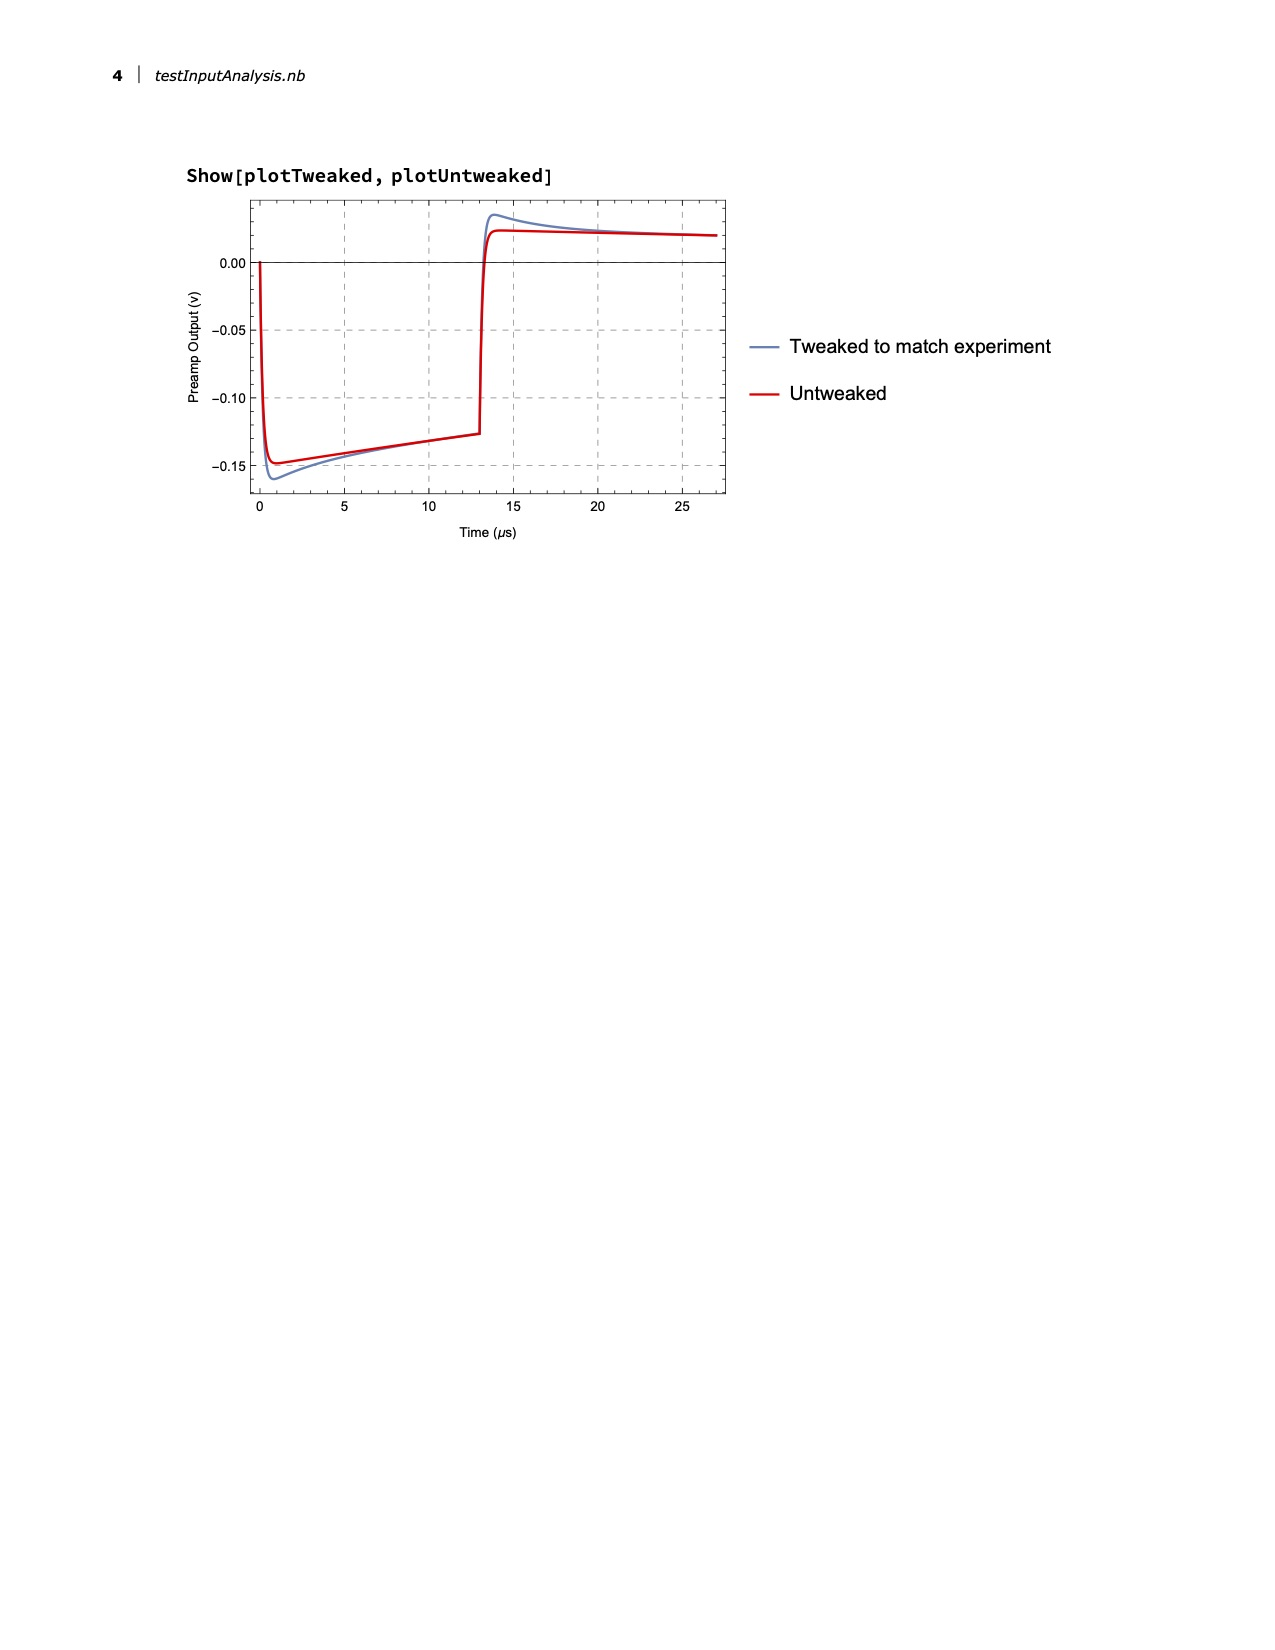 4 | testInputAnalysis.nb
Show[plotTweaked, plotUntweaked]
0.00
−0.05
−0.10
−0.15
Preamp Output (v)
0 5 10 15 20 25
Time (μs)
Tweaked to match experiment
Untweaked